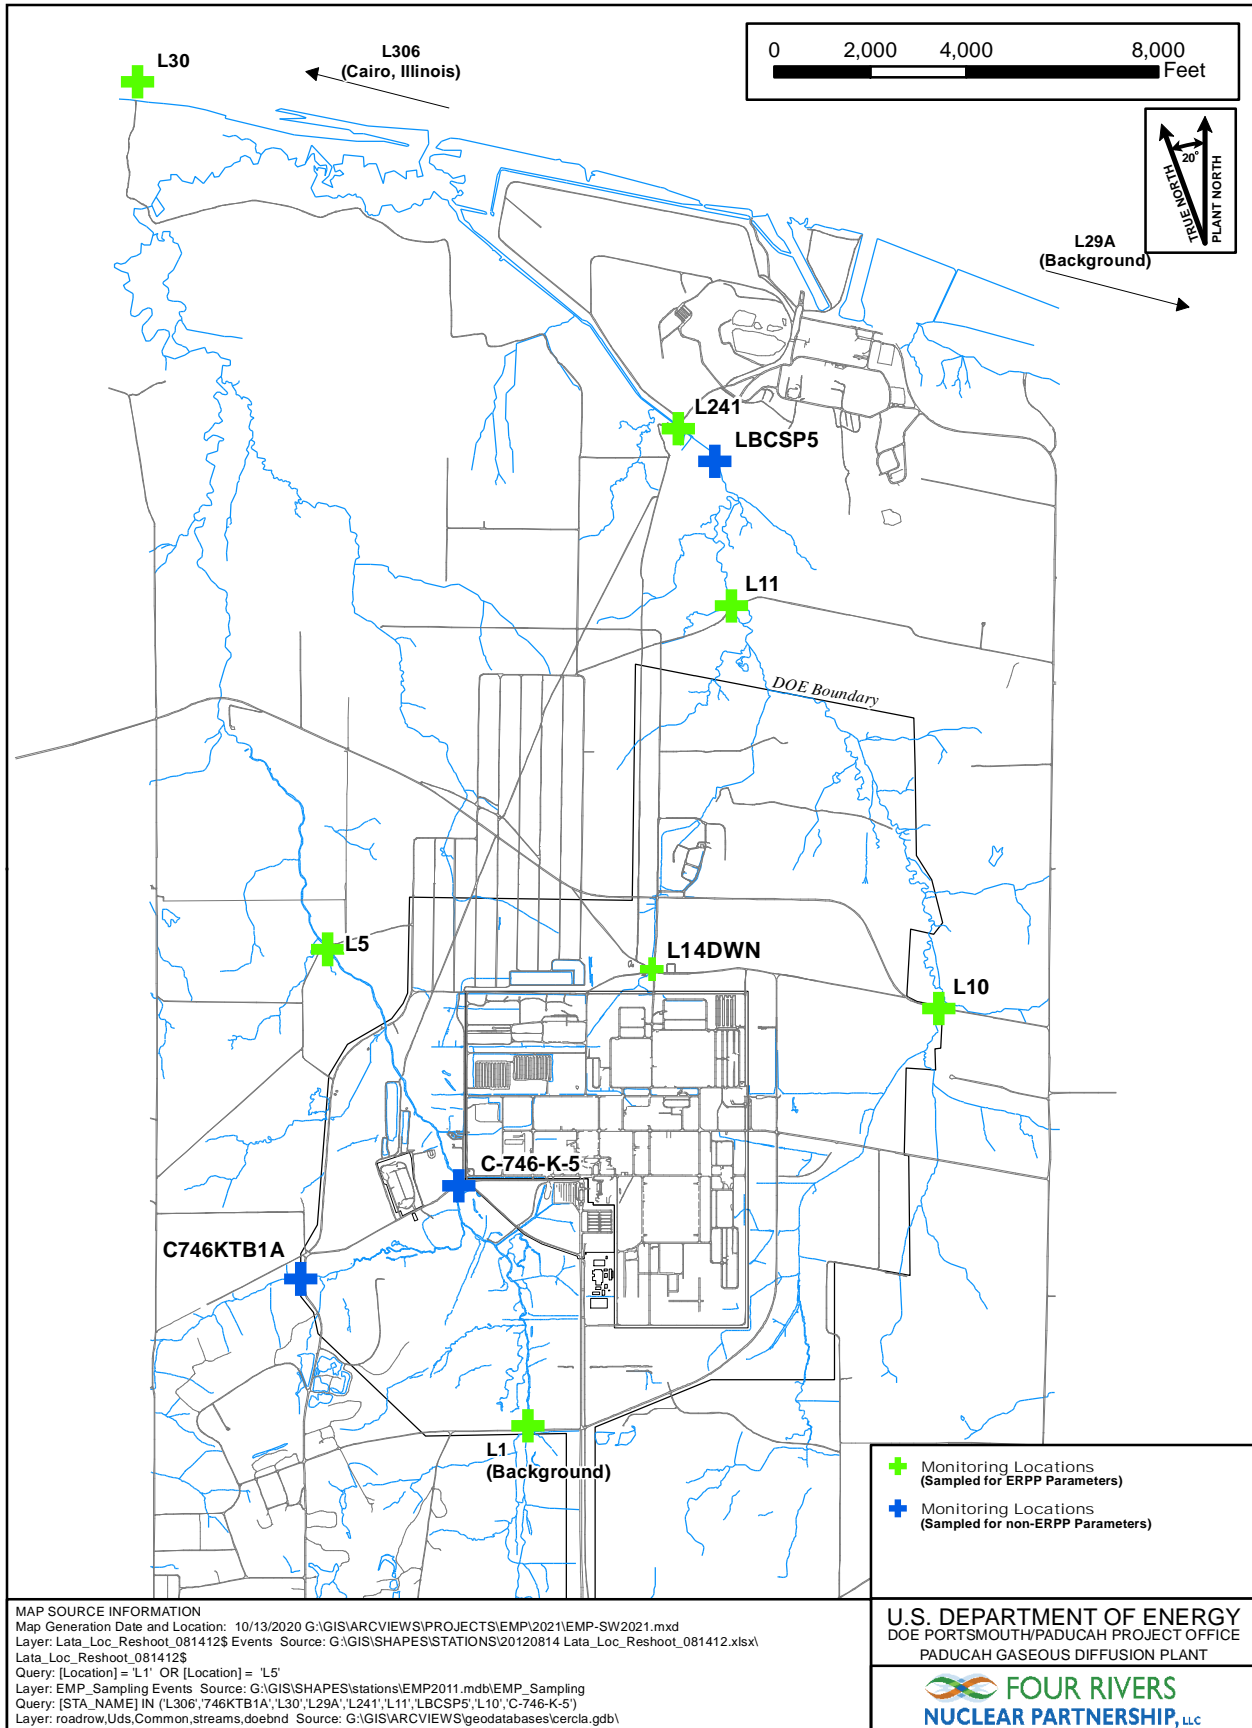 L30
L306
(Cairo, Illinois)
0 2,000 4,000 8,000
Feet
20°
TRUE NORTH
PLANT NORTH
L29A
(Background)
L241
LBCSP5
L11
DOE Boundary
L5
L14DWN
L10
C-746-K-5
C746KTB1A
L1
(Background)
Monitoring Locations
(Sampled for ERPP Parameters)
Monitoring Locations
(Sampled for non-ERPP Parameters)
MAP SOURCE INFORMATION
Map Generation Date and Location: 10/13/2020 G:\GIS\ARCVIEWS\PROJECTS\EMP\2021\EMP-SW2021.mxd
Layer: Lata_Loc_Reshoot_081412$ Events Source: G:\GIS\SHAPES\STATIONS\20120814 Lata_Loc_Reshoot_081412.xlsx\
Lata_Loc_Reshoot_081412$
Query: [Location] = 'L1' OR [Location] = 'L5'
Layer: EMP_Sampling Events Source: G:\GIS\SHAPES\stations\EMP2011.mdb\EMP_Sampling
Query: [STA_NAME] IN ('L306','746KTB1A','L30','L29A','L241','L11','LBCSP5','L10','C-746-K-5')
Layer: roadrow,Uds,Common,streams,doebnd Source: G:\GIS\ARCVIEWS\geodatabases\cercla.gdb\
U.S. DEPARTMENT OF ENERGY
DOE PORTSMOUTH/PADUCAH PROJECT OFFICE
PADUCAH GASEOUS DIFFUSION PLANT
FOUR RIVERS
NUCLEAR PARTNERSHIP, LLC